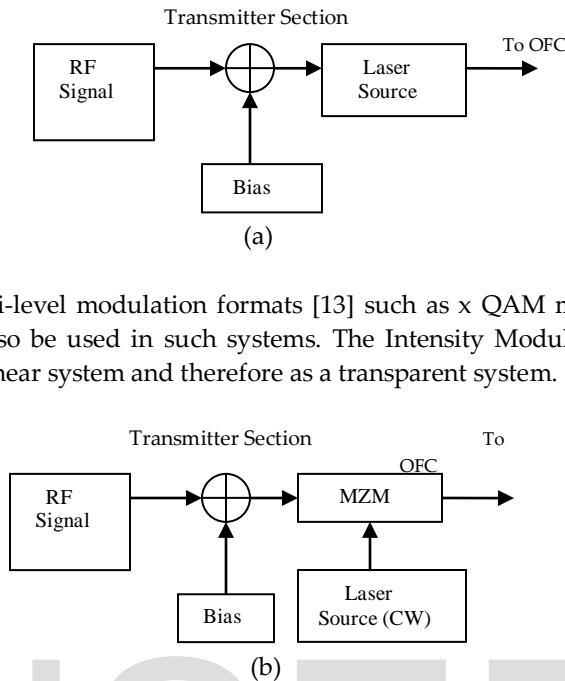 Transmitter Section
To OFC
RF
Signal
Laser
Source
Bias
(a)
i-level modulation formats [13] such as x QAM
so be used in such systems. The Intensity Modul
near system and therefore as a transparent system.
Transmitter Section
To
OFC
RF
Signal
MZM
Bias
Laser
Source (CW)
(b)